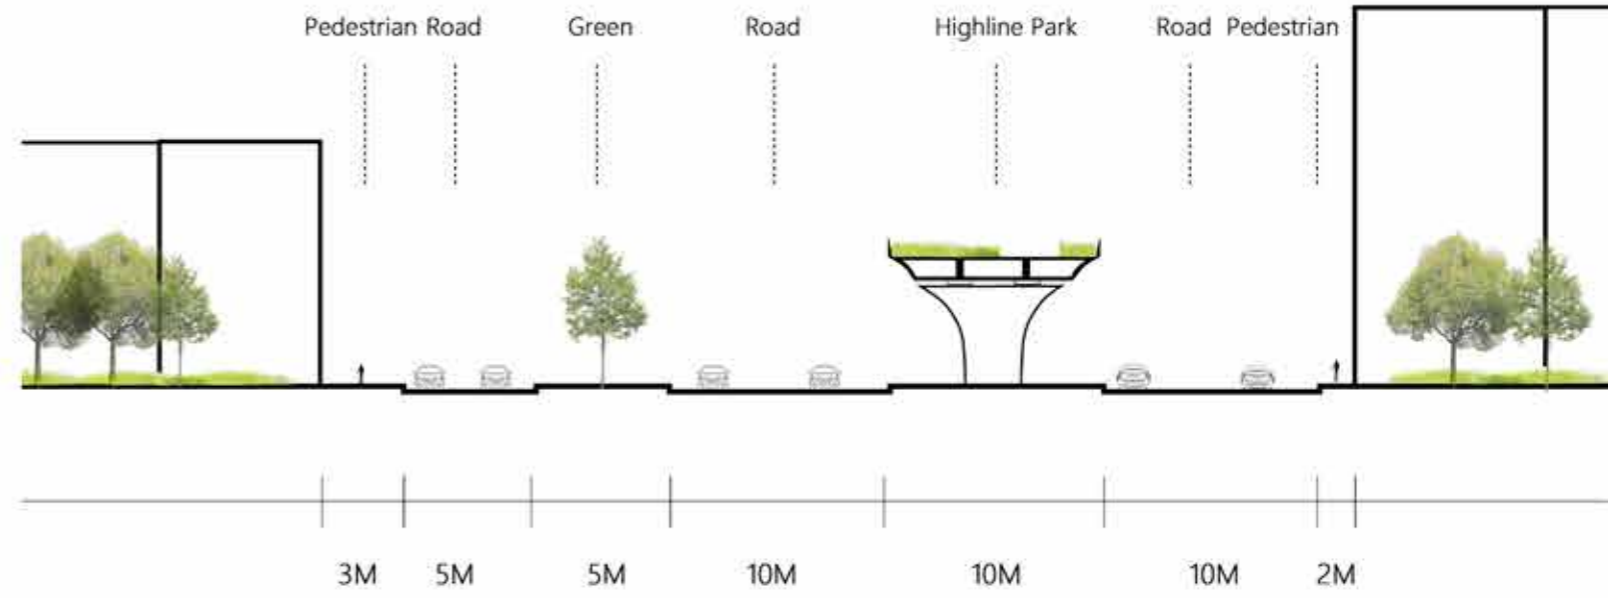 Pedestrian Road Green Road Highline Park Road Pedestrian
3M 5M 5M 10M 10M 10M 2M